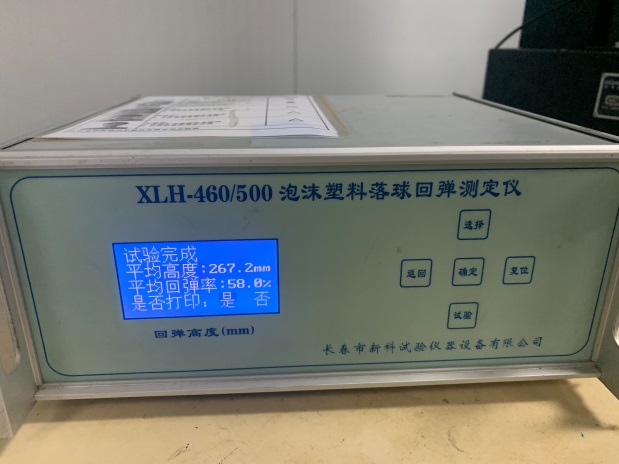 XLH-460/500 泡沫塑料落球回弹测定仪
试验完成
平均高度:267.2mm
平均回弹率:58.0%
是否打印: 是 否
回弹高度(mm)
选择
返回
确定
复位
试验
长春市新科试验仪器设备有限公司